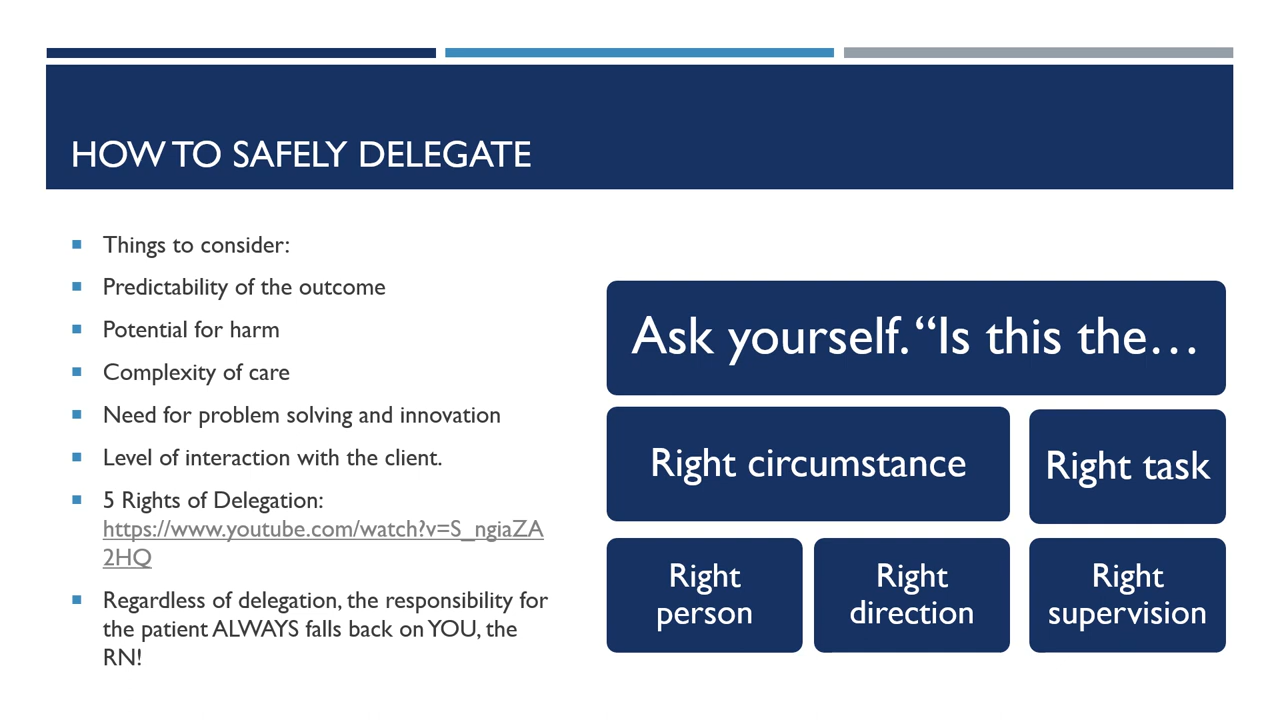 HOW TO SAFELY DELEGATE
Things to consider:
Predictability of the outcome
Potential for harm
Complexity of care
Need for problem solving and innovation
Level of interaction with the client.
5 Rights of Delegation:
https://www.youtube.com/watch?v=S_ngiaZA
2HQ
Regardless of delegation, the responsibility for
the patient ALWAYS falls back on YOU, the
RN!
Ask yourself. “Is this the…
Right circumstance
Right task
Right
person
Right
direction
Right
supervision